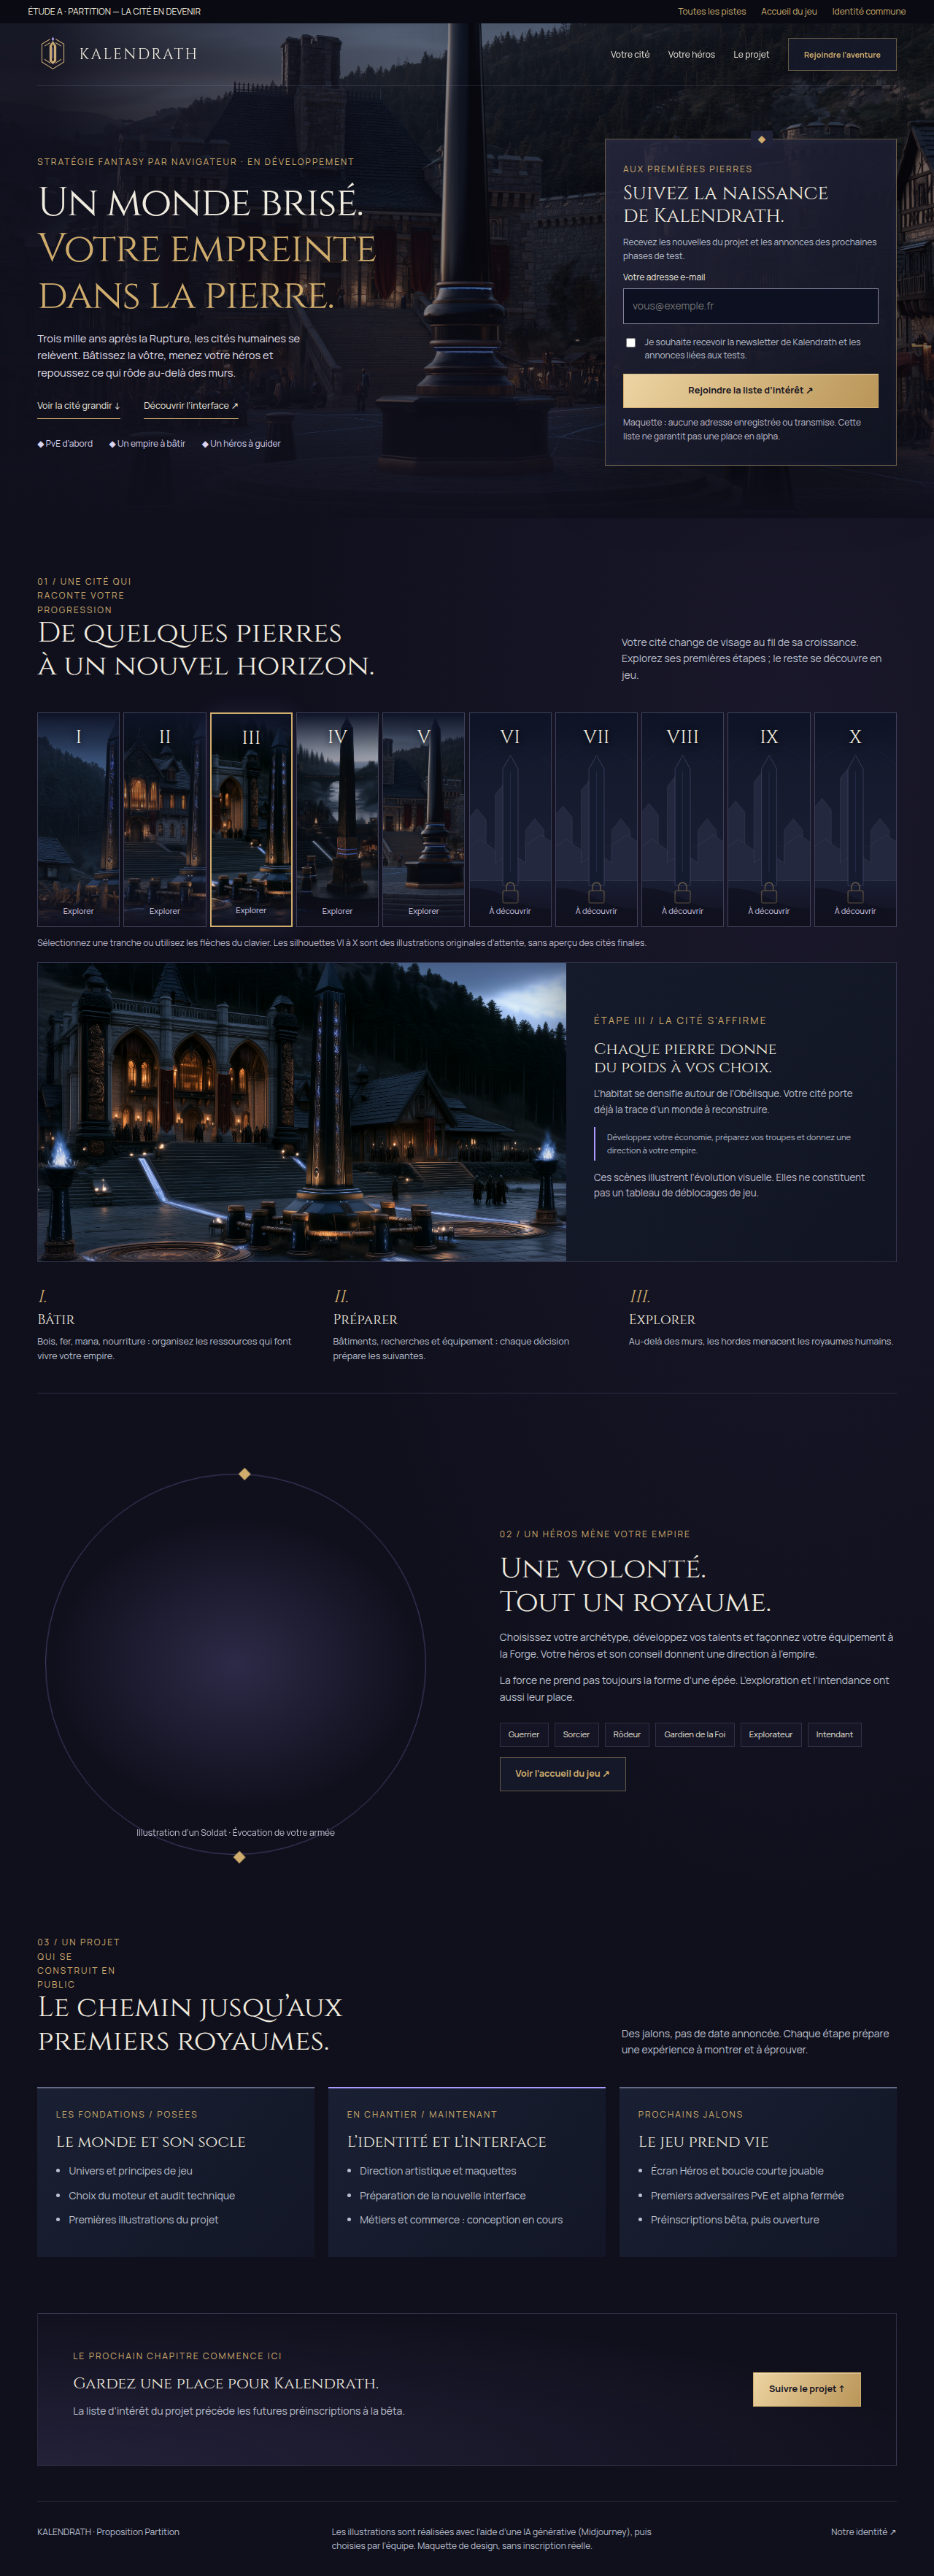 ÉTUDE A · PARTITION — LA CITÉ EN DEVENIR
Toutes les pistes Accueil du jeu Identité commune
KALENDRATH
Votre cité Votre héros Le projet Rejoindre l'aventure
STRATÉGIE FANTASY PAR NAVIGATEUR · EN DÉVELOPPEMENT
Un monde brisé.
Votre empreinte
dans la pierre.
Trois mille ans après la Rupture, les cités humaines se
relèvent. Bâtissez la vôtre, menez votre héros et
repoussez ce qui rôde au-delà des murs.
Voir la cité grandir ↓ Découvrir l'interface ↗
◆ PvE d'abord ◆ Un empire à bâtir ◆ Un héros à guider
AUX PREMIÈRES PIERRES
Suivez la naissance
de Kalendrath.
Recevez les nouvelles du projet et les annonces des prochaines
phases de test.
Votre adresse e-mail
vous@exemple.fr
Je souhaite recevoir la newsletter de Kalendrath et les
annonces liées aux tests.
Rejoindre la liste d'intérêt ↗
Maquette : aucune adresse enregistrée ou transmise. Cette
liste ne garantit pas une place en alpha.
01 / UNE CITÉ QUI
RACONTE VOTRE
PROGRESSION
De quelques pierres
à un nouvel horizon.
Votre cité change de visage au fil de sa croissance.
Explorez ses premières étapes ; le reste se découvre en
jeu.
I II III IV V VI VII VIII IX X
Explorer Explorer Explorer Explorer Explorer À découvrir À découvrir À découvrir À découvrir À découvrir
Sélectionnez une tranche ou utilisez les flèches du clavier. Les silhouettes VI à X sont des illustrations originales d'attente, sans aperçu des cités finales.
ÉTAPE III / LA CITÉ S'AFFIRME
Chaque pierre donne
du poids à vos choix.
L'habitat se densifie autour de l'Obélisque. Votre cité porte
déjà la trace d'un monde à reconstruire.
Développez votre économie, préparez vos troupes et donnez une
direction à votre empire.
Ces scènes illustrent l'évolution visuelle. Elles ne constituent
pas un tableau de déblocages de jeu.
I.
Bâtir
Bois, fer, mana, nourriture : organisez les ressources qui font
vivre votre empire.
II.
Préparer
Bâtiments, recherches et équipement : chaque décision
prépare les suivantes.
III.
Explorer
Au-delà des murs, les hordes menacent les royaumes humains.
Illustration d'un Soldat · Évocation de votre armée
02 / UN HÉROS MÈNE VOTRE EMPIRE
Une volonté.
Tout un royaume.
Choisissez votre archétype, développez vos talents et façonnez votre équipement à
la Forge. Votre héros et son conseil donnent une direction à l'empire.
La force ne prend pas toujours la forme d'une épée. L'exploration et l'intendance ont
aussi leur place.
Guerrier Sorcier Rôdeur Gardien de la Foi Explorateur Intendant
Voir l'accueil du jeu ↗
03 / UN PROJET
QUI SE
CONSTRUIT EN
PUBLIC
Le chemin jusqu'aux
premiers royaumes.
Des jalons, pas de date annoncée. Chaque étape prépare
une expérience à montrer et à éprouver.
LES FONDATIONS / POSÉES
Le monde et son socle
• Univers et principes de jeu
• Choix du moteur et audit technique
• Premières illustrations du projet
EN CHANTIER / MAINTENANT
L'identité et l'interface
• Direction artistique et maquettes
• Préparation de la nouvelle interface
• Métiers et commerce : conception en cours
PROCHAINS JALONS
Le jeu prend vie
• Écran Héros et boucle courte jouable
• Premiers adversaires PvE et alpha fermée
• Préinscriptions bêta, puis ouverture
LE PROCHAIN CHAPITRE COMMENCE ICI
Gardez une place pour Kalendrath.
La liste d'intérêt du projet précède les futures préinscriptions à la bêta.
Suivre le projet ↑
KALENDRATH · Proposition Partition
Les illustrations sont réalisées avec l'aide d'une IA générative (Midjourney), puis
choisies par l'équipe. Maquette de design, sans inscription réelle.
Notre identité ↗